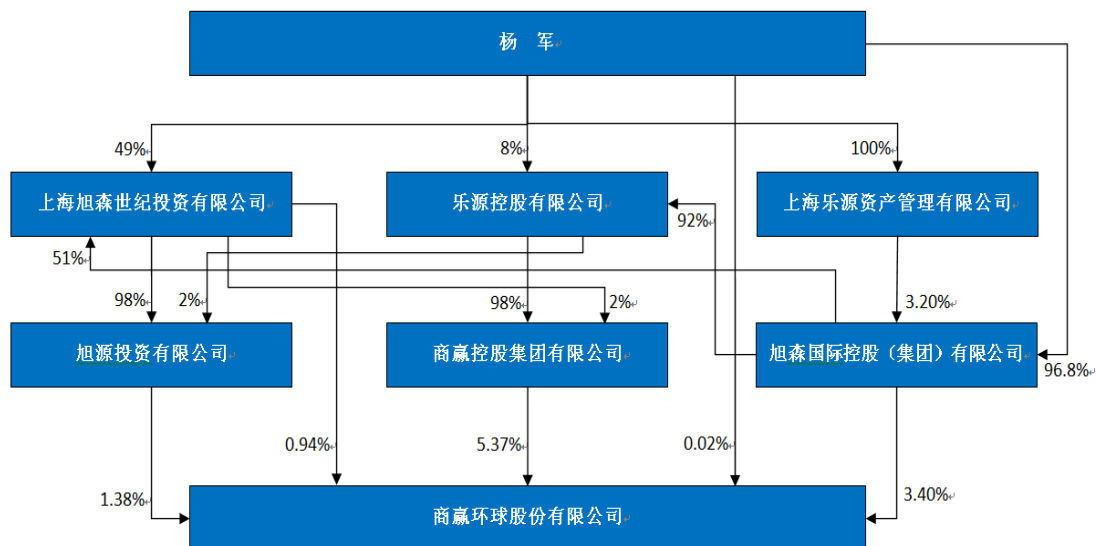 杨 军
49%
8%
100%
上海旭森世纪投资有限公司
乐源控股有限公司
上海乐源资产管理有限公司
92%
51%
98%
2%
98%
2%
3.20%
旭源投资有限公司
商赢控股集团有限公司
旭森国际控股（集团）有限公司
96.8%
0.94%
5.37%
0.02%
1.38%
3.40%
商赢环球股份有限公司